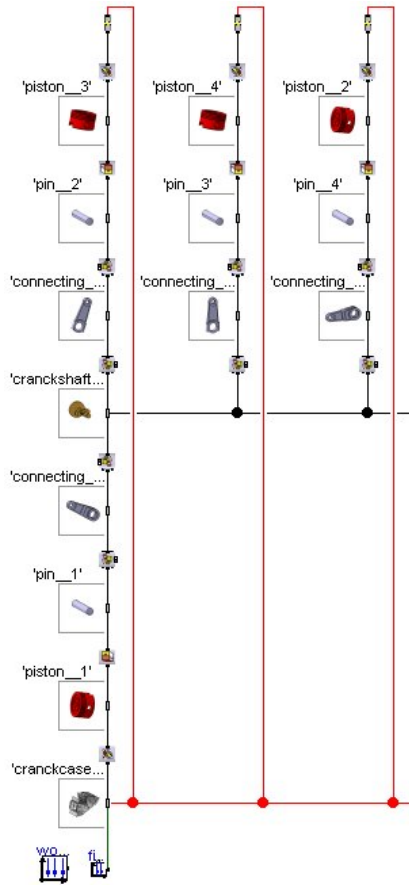 'piston__3' 'piston__4' 'piston__2'
'pin__2' 'pin__3' 'pin__4'
'connecting_... 'connecting_... 'connecting_...
'cranckshaft...
'connecting_...
'pin__1'
'piston__1'
'cranckcase...
wo... fi...